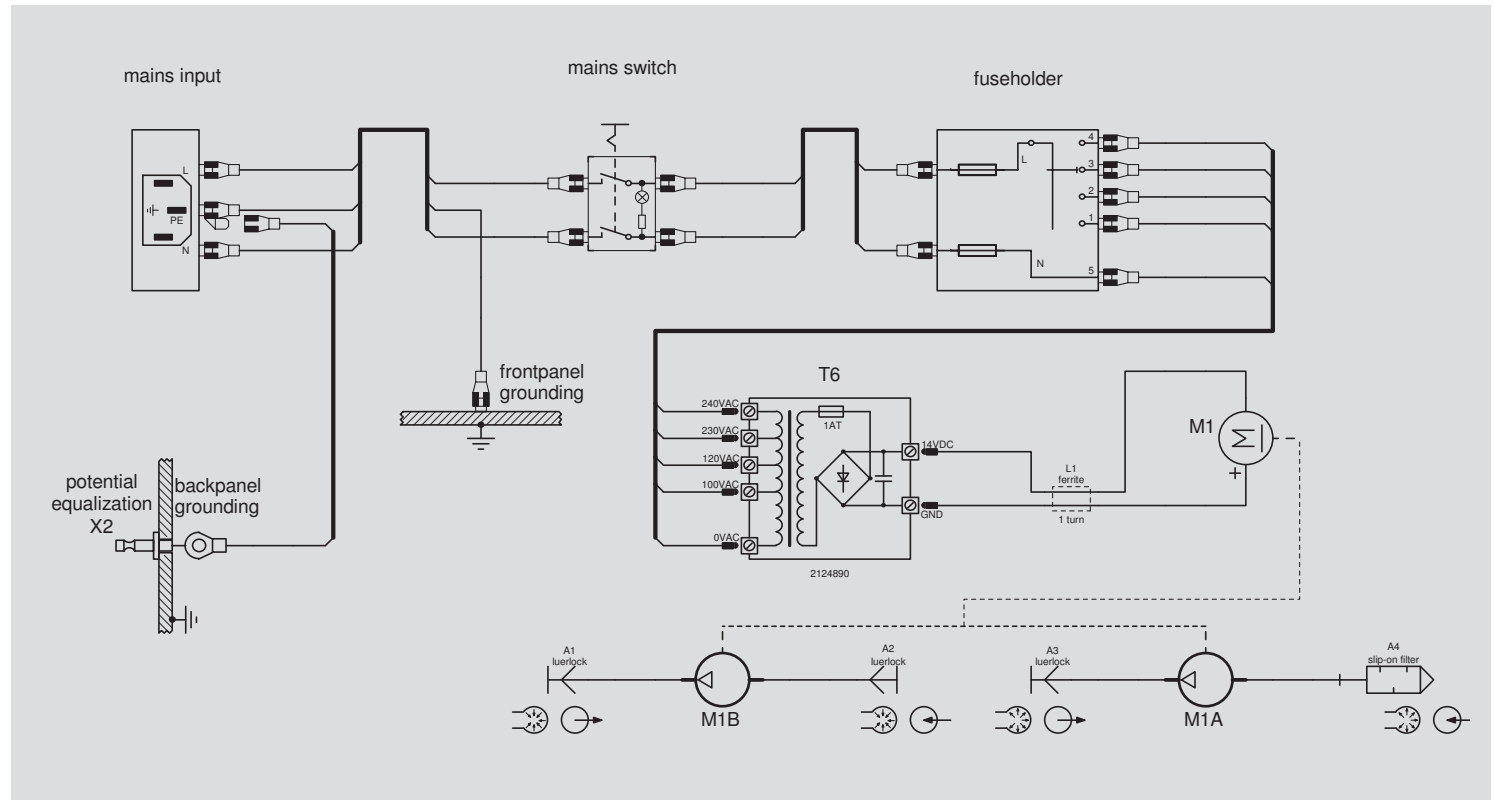 mains input
mains switch
fuseholder
L
PE
N
L
N
4
3
2
1
5
frontpanel
grounding
potential
equalization
X2
backpanel
grounding
T6
240VAC
230VAC
120VAC
100VAC
0VAC
1AT
14VDC
GND
2124890
L1
ferrite
1 turn
M1
M
+
A1
luerlock
M1B
A2
luerlock
A3
luerlock
M1A
A4
slip-on filter